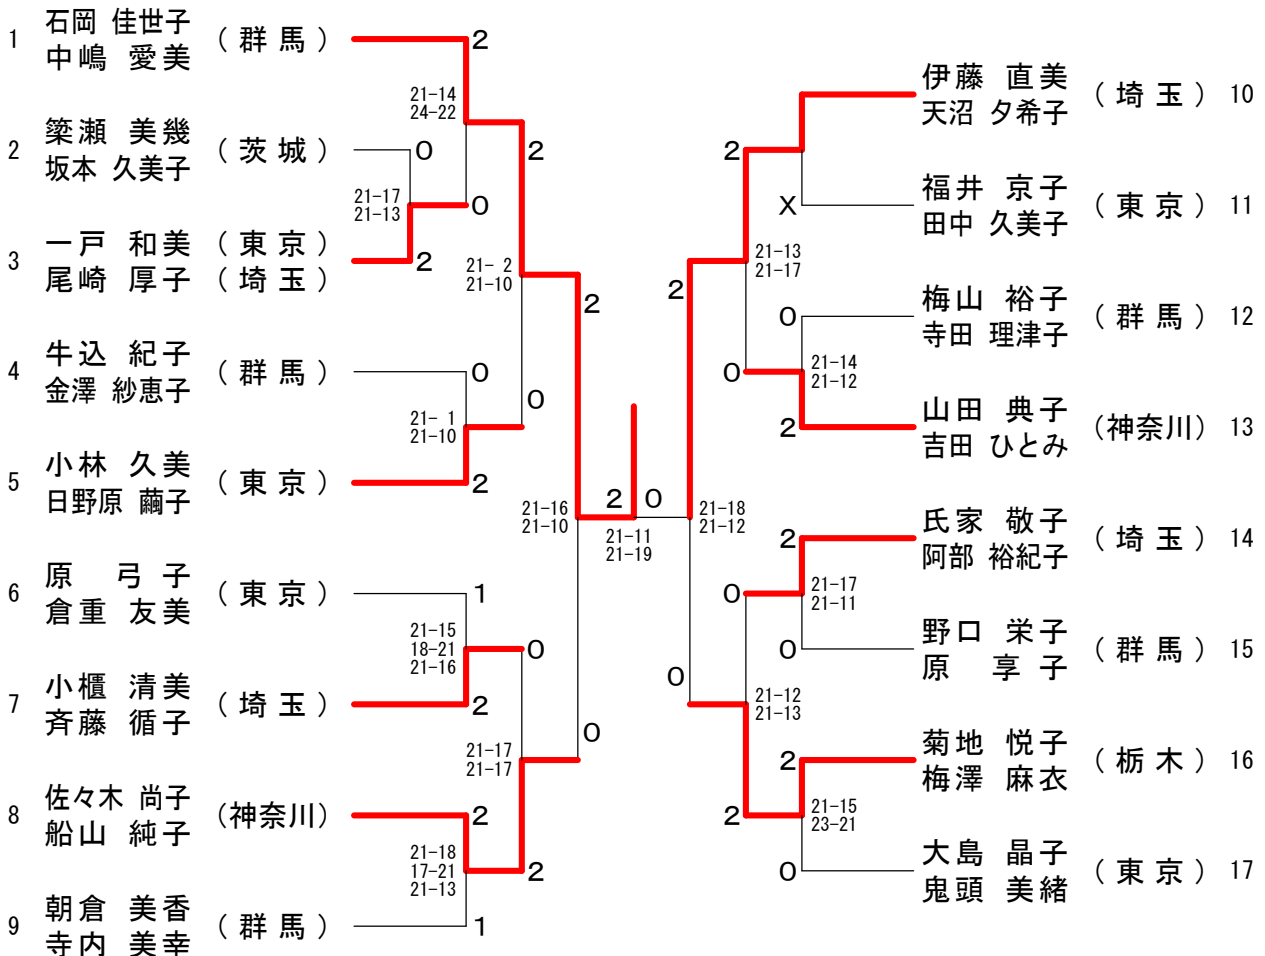 1 石岡 佳世子 (群馬)
中嶋 愛美
2
21-14
24-22
2 簗瀬 美幾 (茨城)
坂本 久美子
0
2
21-17
21-13
0
3 一戸 和美 (東京)
尾崎 厚子 (埼玉)
2
21- 2
21-10
2
4 牛込 紀子 (群馬)
金澤 紗恵子
0
0
21- 1
21-10
5 小林 久美 (東京)
日野原 繭子
2
21-16
21-10
2 0
21-11
21-19
6 原 弓子 (東京)
倉重 友美
1
21-15
18-21
21-16
0
7 小櫃 清美 (埼玉)
斉藤 循子
2
0
21-17
21-17
8 佐々木 尚子 (神奈川)
船山 純子
2
21-18
17-21
21-13
2
9 朝倉 美香 (群馬)
寺内 美幸
1
伊藤 直美 (埼玉) 10
天沼 夕希子
2
X
福井 京子 (東京) 11
田中 久美子
21-13
21-17
2
0
梅山 裕子 (群馬) 12
寺田 理津子
21-14
21-12
0
2
山田 典子 (神奈川) 13
吉田 ひとみ
21-18
21-12
2
氏家 敬子 (埼玉) 14
阿部 裕紀子
21-17
21-11
0
0
野口 栄子 (群馬) 15
原 享子
0
21-12
21-13
2
菊地 悦子 (栃木) 16
梅澤 麻衣
2
21-15
23-21
0
大島 晶子 (東京) 17
鬼頭 美緒